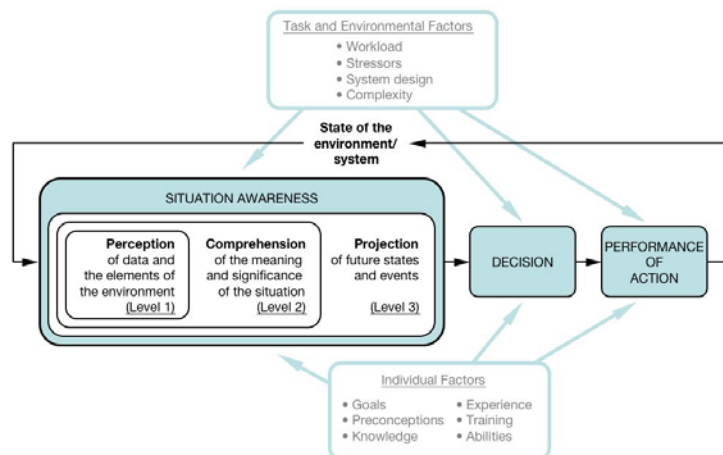 Task and Environmental Factors
• Workload
• Stressors
• System design
• Complexity
State of the
environment/
system
SITUATION AWARENESS
Perception
of data and
the elements of
the environment
(Level 1)
Comprehension
of the meaning
and significance
of the situation
(Level 2)
Projection
of future states
and events
(Level 3)
DECISION
PERFORMANCE
OF
ACTION
Individual Factors
• Goals
• Preconceptions
• Knowledge
• Experience
• Training
• Abilities